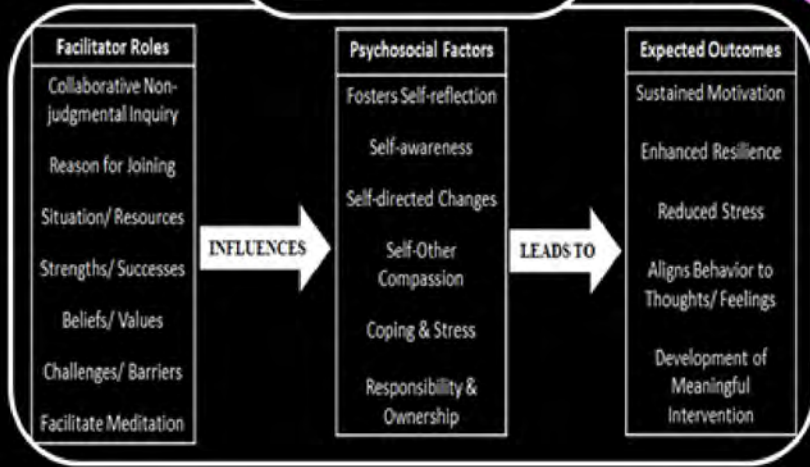 Facilitator Roles
Collaborative Non-
judgmental Inquiry
Reason for Joining
Situation/ Resources
Strengths/ Successes
Beliefs/ Values
Challenges/ Barriers
Facilitate Meditation
INFLUENCES
Psychosocial Factors
Fosters Self-reflection
Self-awareness
Self-directed Changes
Self-Other
Compassion
Coping & Stress
Responsibility &
Ownership
LEADS TO
Expected Outcomes
Sustained Motivation
Enhanced Resilience
Reduced Stress
Aligns Behavior to
Thoughts/ Feelings
Development of
Meaningful
Intervention